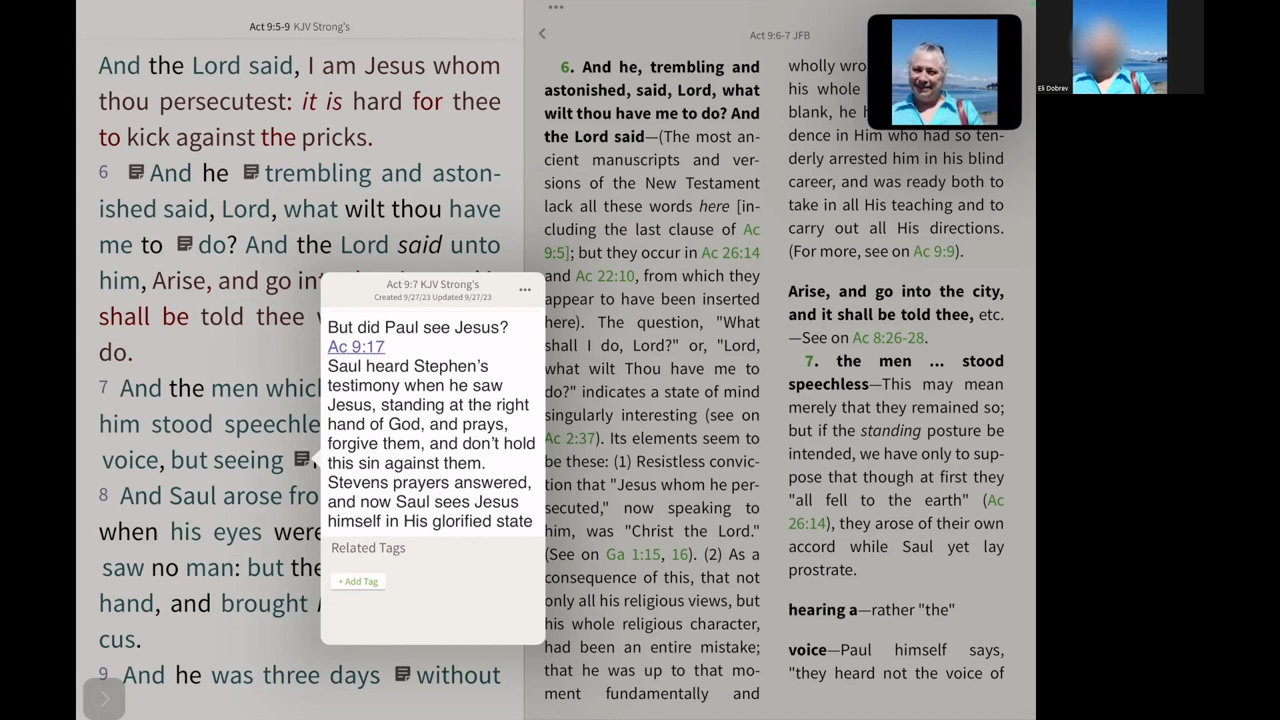 Act 9:5-9 KJV Strong's
And the Lord said, I am Jesus whom
thou persecutest: it is hard for thee
to kick against the pricks.
6 And he trembling and aston-
ished said, Lord, what wilt thou have
me to do? And the Lord said unto
him, Arise, and go int
shall be told thee
do.
7 And the men which
him stood speechle
voice, but seeing
8 And Saul arose fro
when his eyes were
saw no man: but the
hand, and brought
cus.
9 And he was three days without
Act 9:7 KJV Strong's
Created 9/27/23 Updated 9/27/23
But did Paul see Jesus?
Ac 9:17
Saul heard Stephen's
testimony when he saw
Jesus, standing at the right
hand of God, and prays,
forgive them, and don't hold
this sin against them.
Stevens prayers answered,
and now Saul sees Jesus
himself in His glorified state
Related Tags
+ Add Tag
Act 9:6-7 JFB
6. And he, trembling and
astonished, said, Lord, what
wilt thou have me to do? And
the Lord said—(The most an-
cient manuscripts and ver-
sions of the New Testament
lack all these words here [in-
cluding the last clause of Ac
9:5]; but they occur in Ac 26:14
and Ac 22:10, from which they
appear to have been inserted
here). The question, "What
shall I do, Lord?" or, "Lord,
what wilt Thou have me to
do?" indicates a state of mind
singularly interesting (see on
Ac 2:37). Its elements seem to
be these: (1) Resistless convic-
tion that "Jesus whom he per-
secuted," now speaking to
him, was "Christ the Lord."
(See on Ga 1:15, 16). (2) As a
consequence of this, that not
only all his religious views, but
his whole religious character,
had been an entire mistake;
that he was up to that mo-
ment fundamentally and
wholly wro
his whole
blank, he h
dence in Him who had so ten-
derly arrested him in his blind
career, and was ready both to
take in all His teaching and to
carry out all His directions.
(For more, see on Ac 9:9).
Arise, and go into the city,
and it shall be told thee, etc.
—See on Ac 8:26-28.
7. the men ... stood
speechless—This may mean
merely that they remained so;
but if the standing posture be
intended, we have only to sup-
pose that though at first they
"all fell to the earth" (Ac
26:14), they arose of their own
accord while Saul yet lay
prostrate.
hearing a—rather "the"
voice—Paul himself says,
"they heard not the voice of
Eli Dobrev